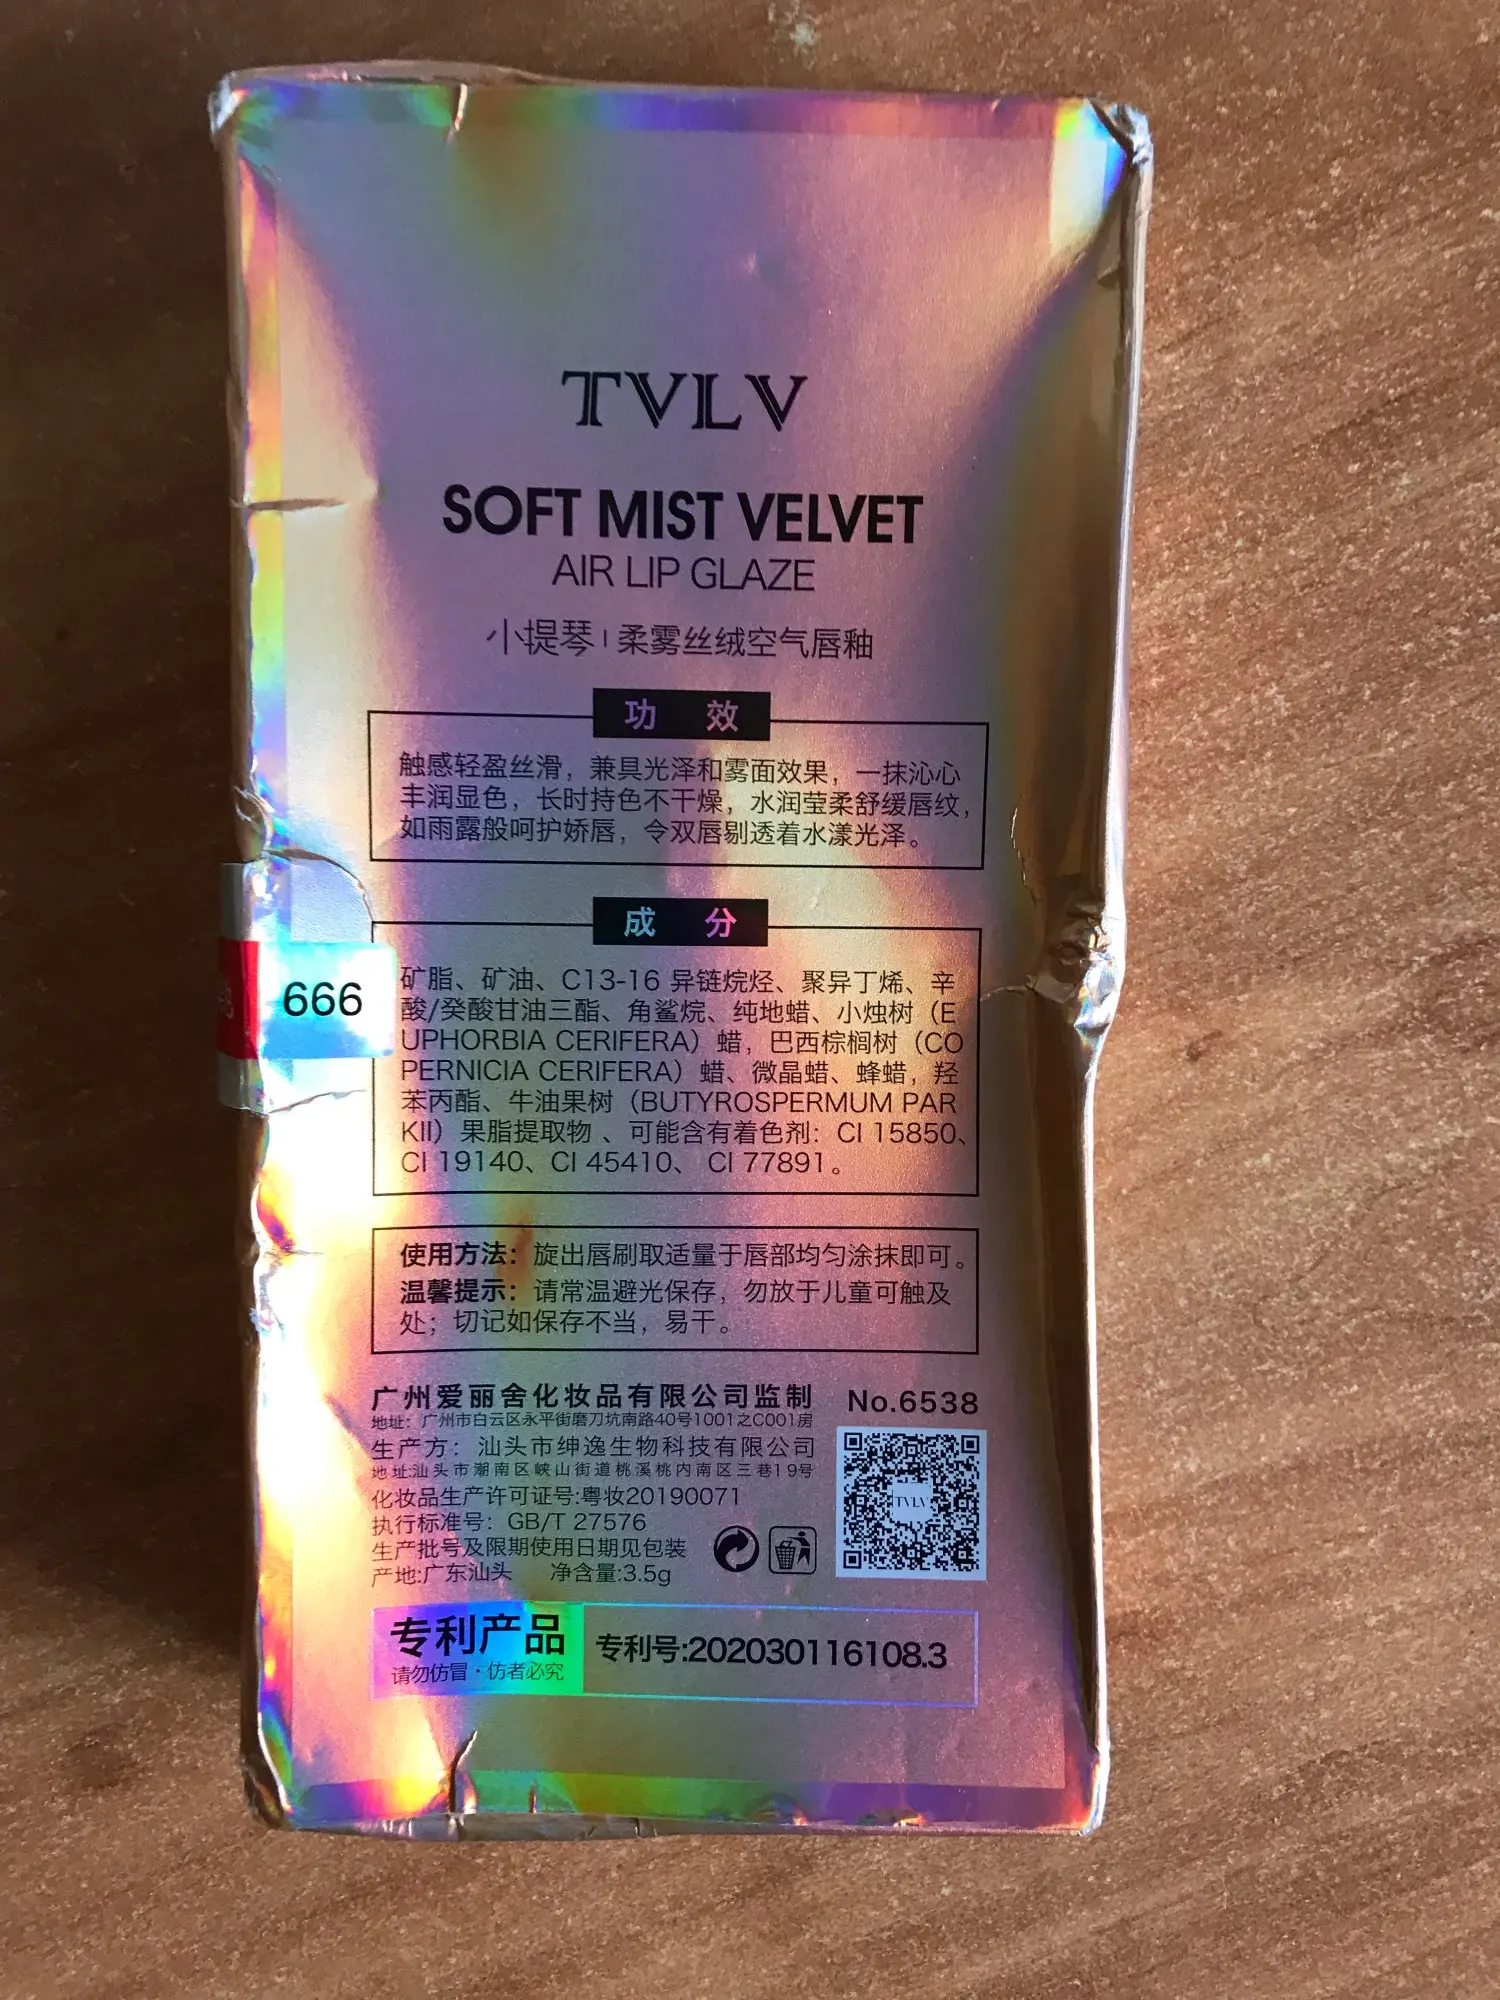 TVLV
SOFT MIST VELVET
AIR LIP GLAZE
小提琴 | 柔雾丝绒空气唇釉
功 效
触感轻盈丝滑，兼具光泽和雾面效果，一抹沁心
丰润显色，长时持色不干燥，水润莹柔舒缓唇纹，
如雨露般呵护娇唇，令双唇剔透着水漾光泽。
成 分
矿脂、矿油、C13-16 异链烷烃、聚异丁烯、辛
酸/癸酸甘油三酯、角鲨烷、纯地蜡、小烛树（E
UPHORBIA CERIFERA）蜡，巴西棕榈树（CO
PERNICIA CERIFERA）蜡、微晶蜡、蜂蜡，羟
苯丙酯、牛油果树（BUTYROSPERMUM PAR
KII）果脂提取物 、可能含有着色剂：CI 15850、
CI 19140、CI 45410、 CI 77891。
666
使用方法：旋出唇刷取适量于唇部均匀涂抹即可。
温馨提示：请常温避光保存，勿放于儿童可触及
处；切记如保存不当，易干。
广州爱丽舍化妆品有限公司监制
地址：广州市白云区永平街磨刀坑南路40号1001之C001房
生产方：汕头市绅逸生物科技有限公司
地址:汕头市潮南区峡山街道桃溪桃内南区三巷19号
化妆品生产许可证号:粤妆20190071
执行标准号：GB/T 27576
生产批号及限期使用日期见包装
产地:广东汕头 净含量:3.5g
No.6538
TVLV
专利产品
请勿仿冒·仿者必究
专利号:202030116108.3